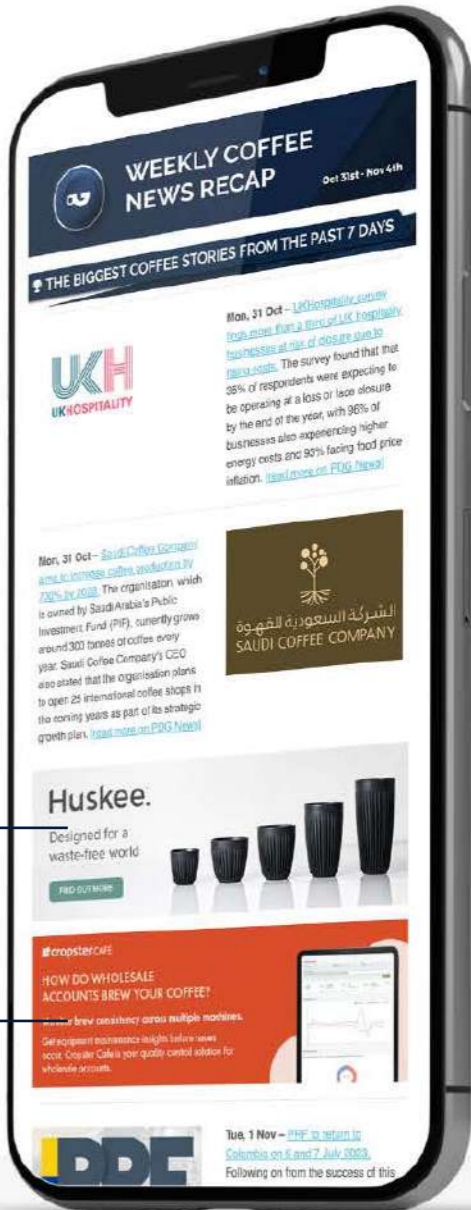 WEEKLY COFFEE
NEWS RECAP
Oct 31st - Nov 4th
THE BIGGEST COFFEE STORIES FROM THE PAST 7 DAYS
UKH
UKHOSPITALITY
Mon, 31 Oct – UKHospitality survey
finds more than a third of UK hospitality
businesses at risk of closure due to
rising costs. The survey found that that
35% of respondents were expecting to
be operating at a loss or face closure
by the end of the year, with 96% of
businesses also experiencing higher
energy costs and 93% facing food price
inflation. [read more on PDG News]
Mon, 31 Oct – Saudi Coffee Company
aims to increase coffee production by
The organisation, which
is owned by Saudi Arabia's Public
Investment Fund (PIF), currently grows
around 300 tonnes of coffee every
year. Saudi Coffee Company's CEO
also stated that the organisation plans
to open 25 international coffee shops in
the coming years as part of its strategic
growth plan. [read more on PDG News]
الشركة السعودية للقهوة
SAUDI COFFEE COMPANY
Huskee.
Designed for a
waste-free world
FIND OUT MORE
cropster CAFE
HOW DO WHOLESALE
ACCOUNTS BREW YOUR COFFEE?
brew consistency across multiple machines.
Get equipment maintenance insights before issues
occur. Cropster Cafe is your quality control solution for
wholesale accounts.
PRF
Tue, 1 Nov – PRF to return to
Colombia on 6 and 7 July 2023.
Following on from the success of this